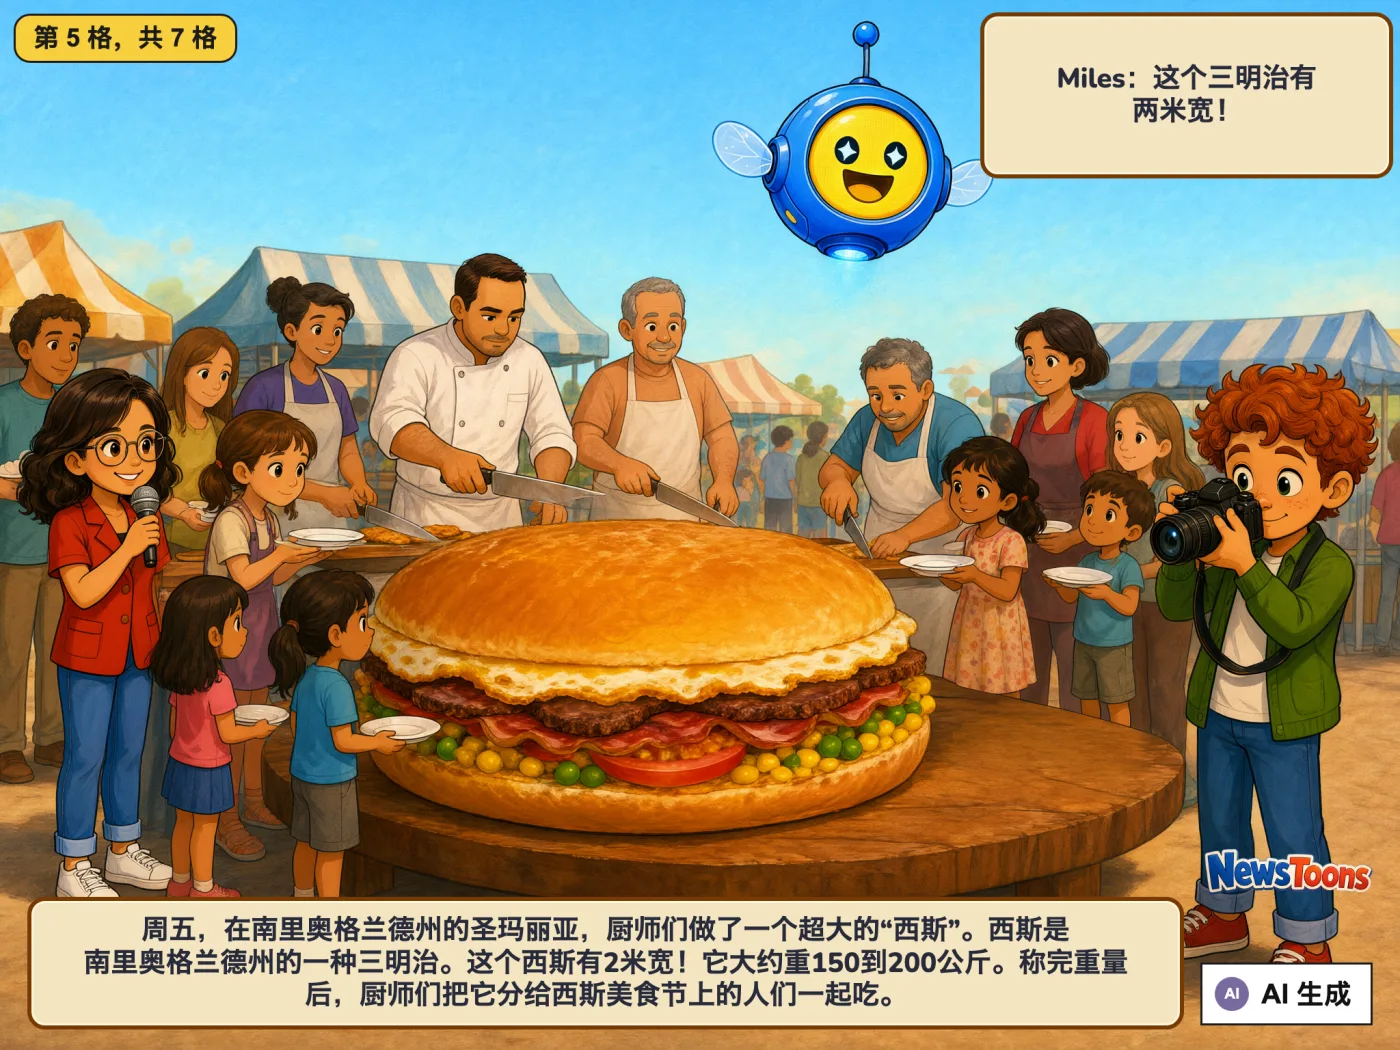 第 5 格，共 7 格
Miles：这个三明治有
两米宽！
NewsToons
周五，在南里奥格兰德州的圣玛丽亚，厨师们做了一个超大的“西斯”。西斯是
南里奥格兰德州的一种三明治。这个西斯有2米宽！它大约重150到200公斤。称完重量
后，厨师们把它分给西斯美食节上的人们一起吃。
AI AI 生成